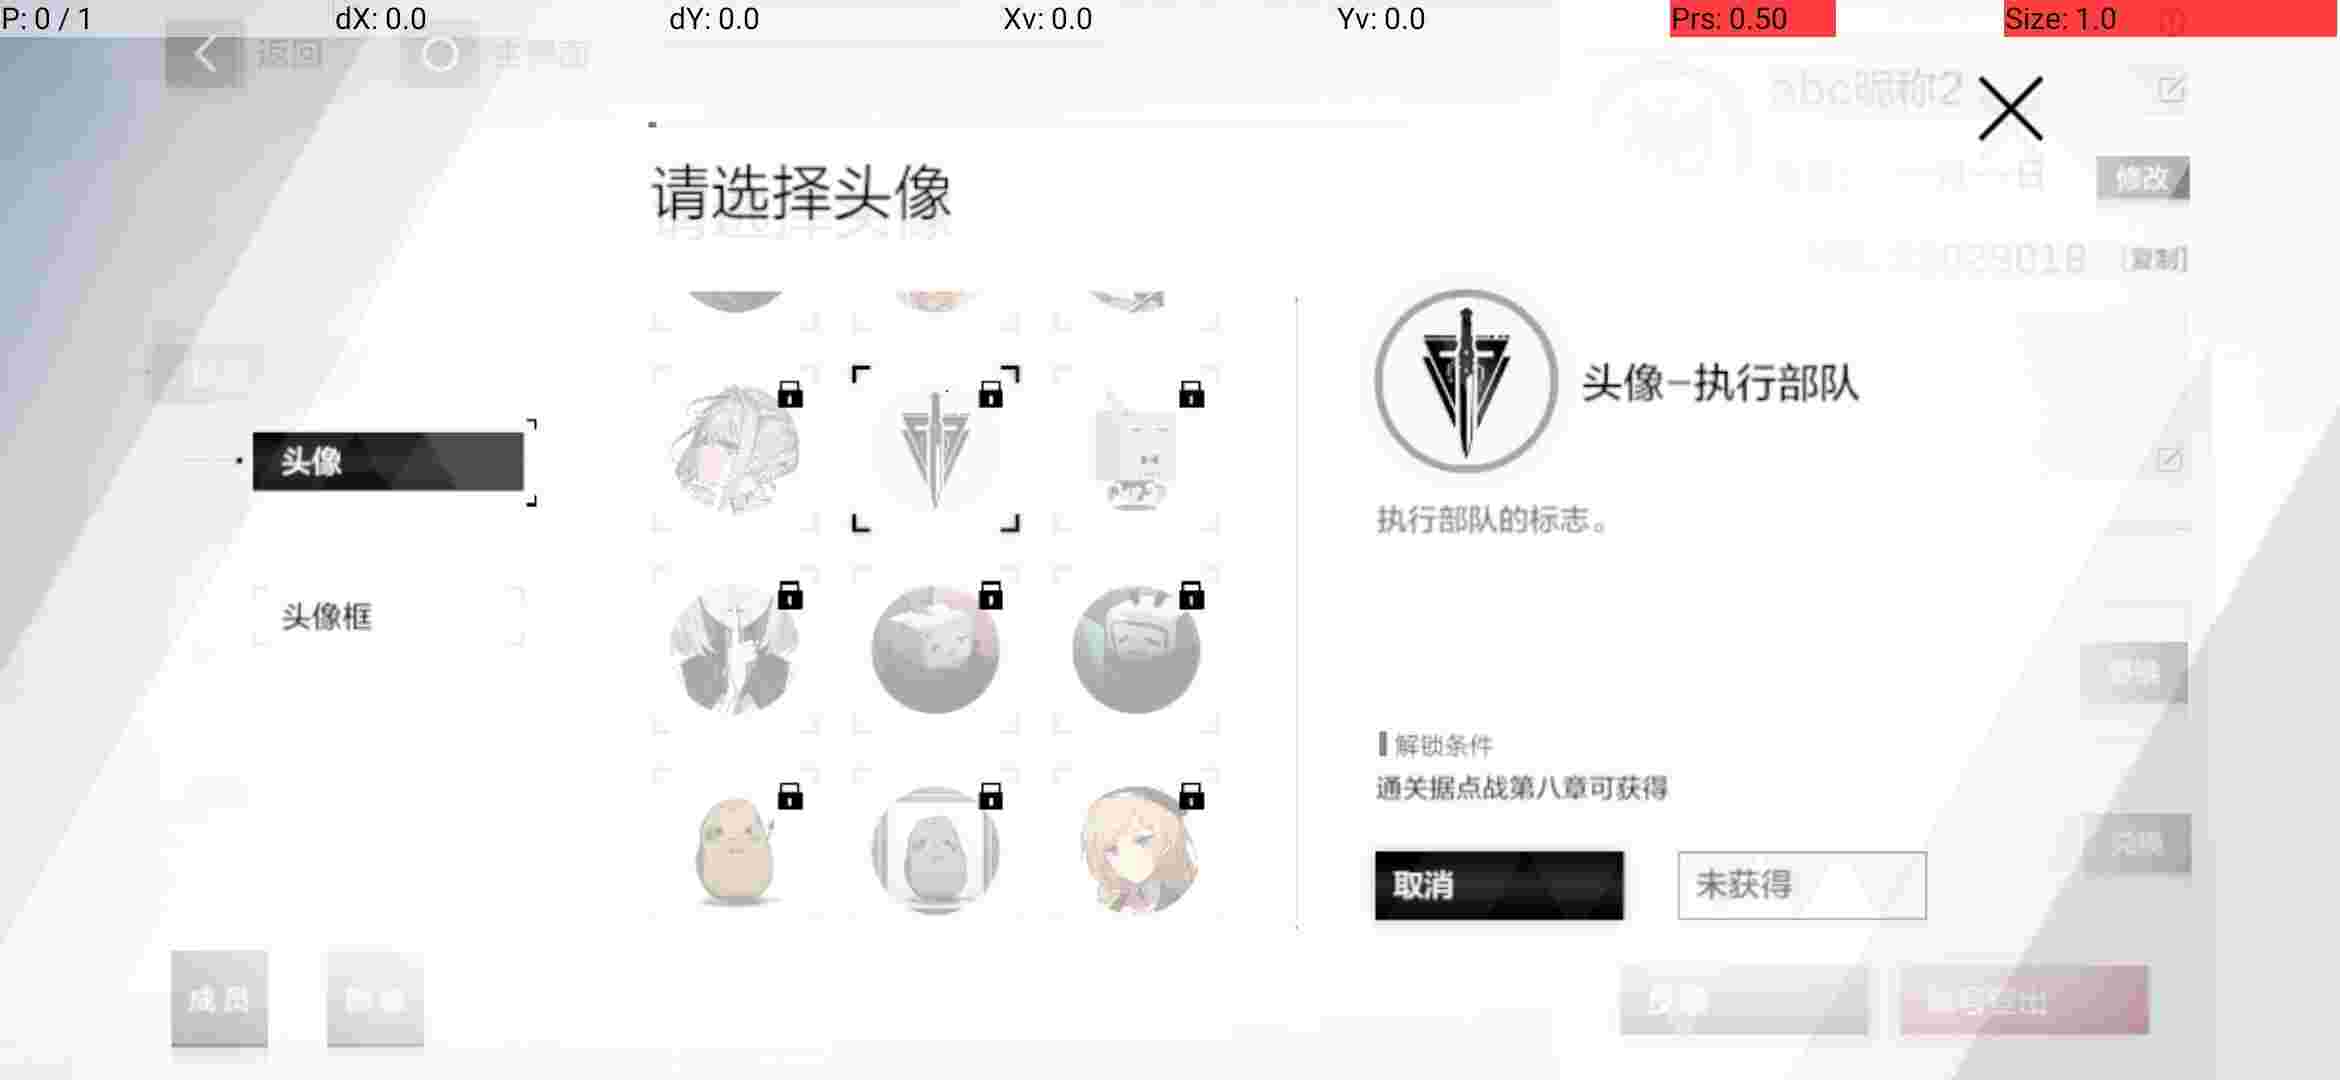 P: 0 / 1
dX: 0.0
dY: 0.0
Xv: 0.0
Yv: 0.0
Prs: 0.50
Size: 1.0
返回
主界面
abc昵称2
修改
请选择头像
[复制]
头像
头像框
头像-执行部队
执行部队的标志。
解锁条件
通关据点战第八章可获得
取消
未获得
兑换
成员